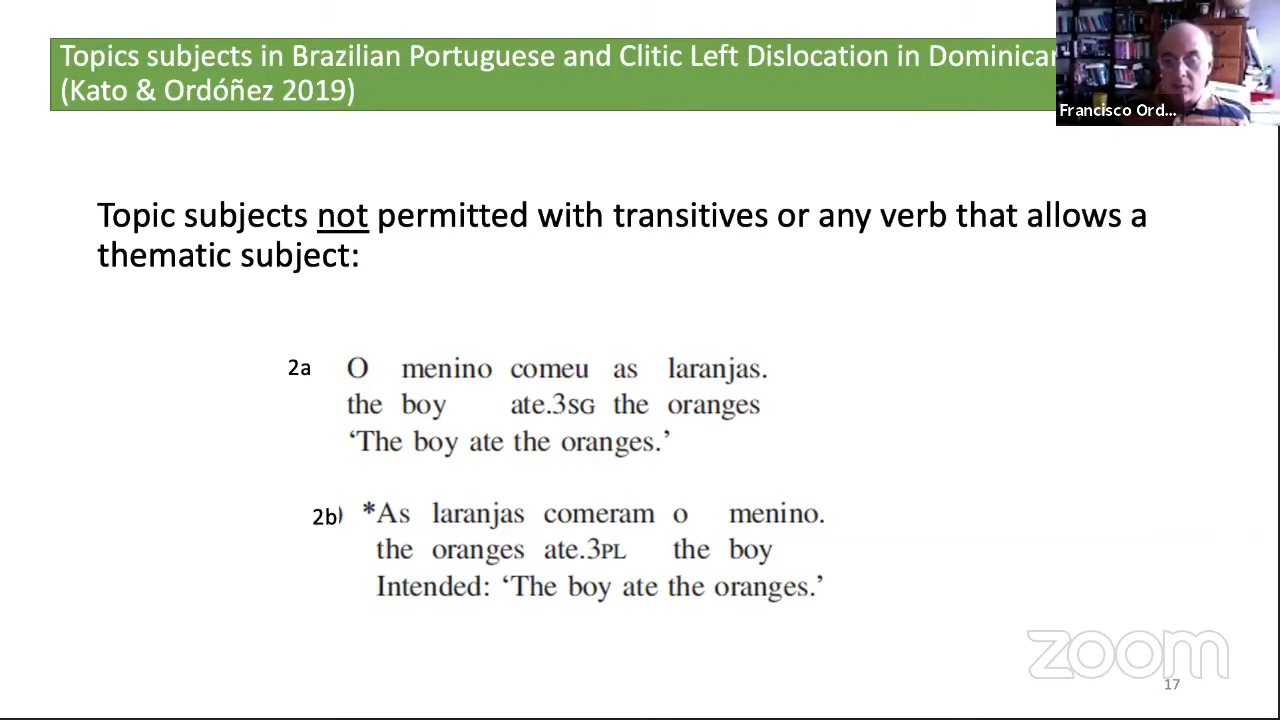 Topics subjects in Brazilian Portuguese and Clitic Left Dislocation in Dominican
(Kato & Ordóñez 2019)
Francisco Ord...
Topic subjects not permitted with transitives or any verb that allows a
thematic subject:
2a O menino comeu as laranjas.
the boy ate.3SG the oranges
‘The boy ate the oranges.’
2b) *As laranjas comeram o menino.
the oranges ate.3PL the boy
Intended: ‘The boy ate the oranges.’
zoom
17